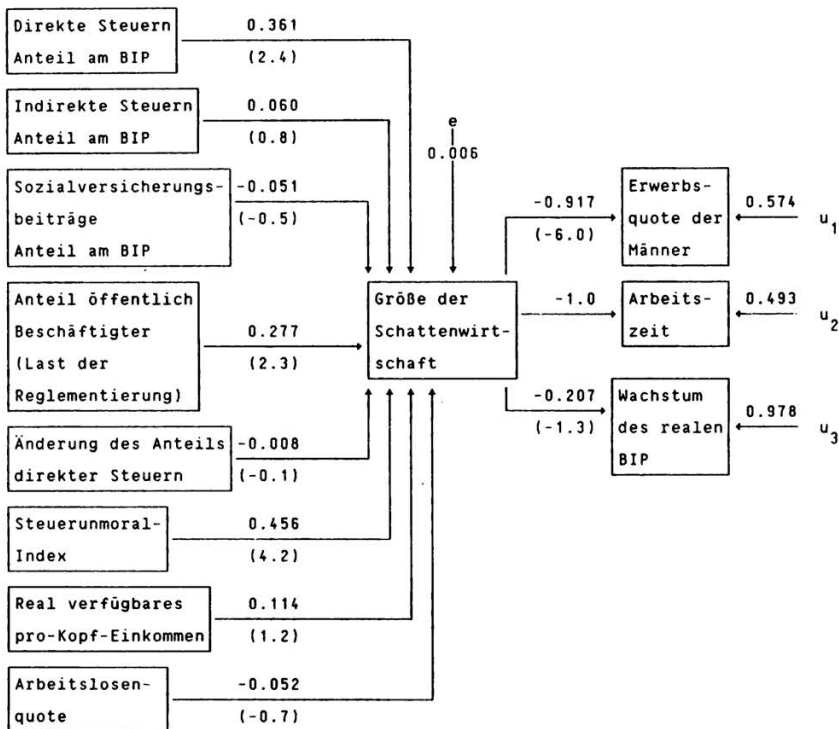 Direkte Steuern
Anteil am BIP
0.361
(2.4)
Indirekte Steuern
Anteil am BIP
0.060
(0.8)
Sozialversicherungs-
beiträge
Anteil am BIP
-0.051
(-0.5)
Anteil öffentlich
Beschäftigter
(Last der
Reglementierung)
0.277
(2.3)
Änderung des Anteils
direkter Steuern
-0.008
(-0.1)
Steuerunmoral-
Index
0.456
(4.2)
Real verfügbares
pro-Kopf-Einkommen
0.114
(1.2)
Arbeitslosen-
quote
-0.052
(-0.7)
e
0.006
Größe der
Schattenwirt-
schaft
-0.917
(-6.0)
Erwerbs-
quote der
Männer
0.574
u1
-1.0
Arbeits-
zeit
0.493
u2
-0.207
(-1.3)
Wachstum
des realen
BIP
0.978
u3